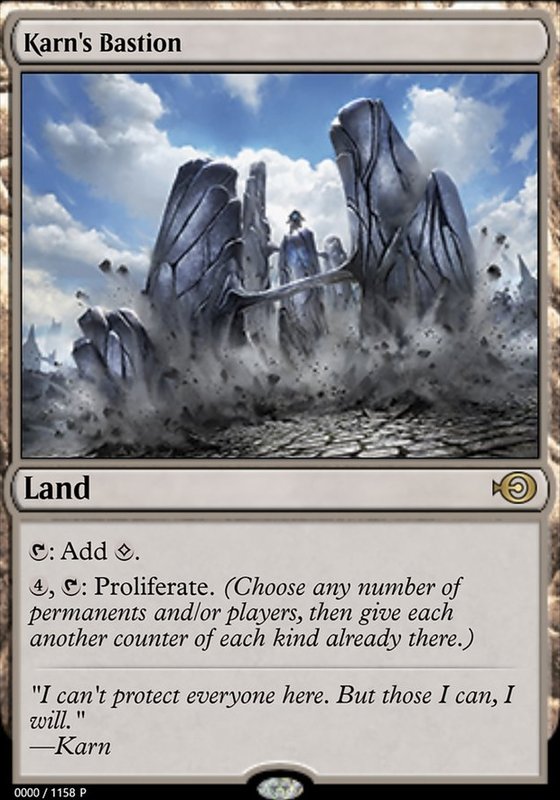 Karn's Bastion
Land
: Add .
4, : Proliferate. (Choose any number of
permanents and/or players, then give each
another counter of each kind already there.)
"I can't protect everyone here. But those I can, I
will."
—Karn
0000 / 1158 P